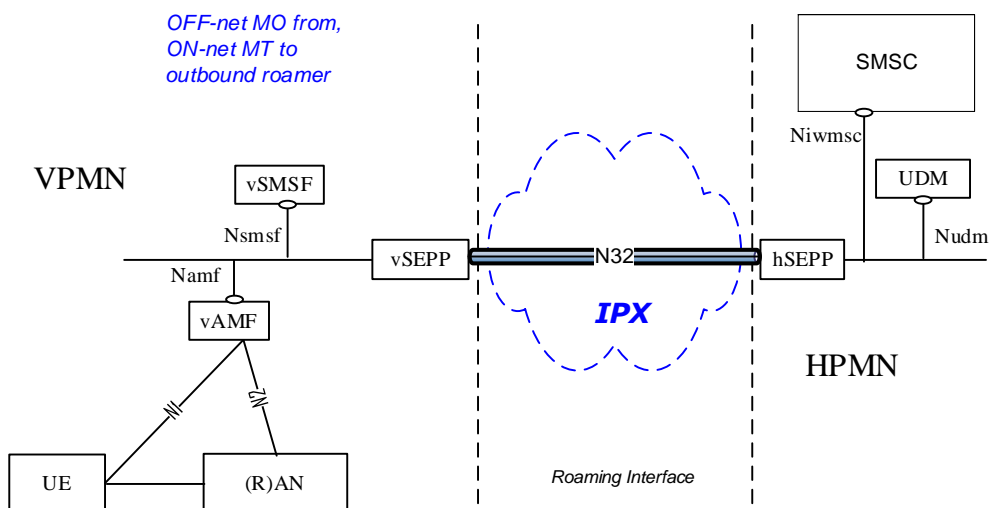 OFF-net MO from,
ON-net MT to
outbound roamer
SMSC
Niwmsc
VPMN
vSMSF
UDM
Nsmsf
Nudm
Namf
vSEPP
N32
hSEPP
vAMF
IPX
HPMN
N1
N2
UE
(R)AN
Roaming Interface